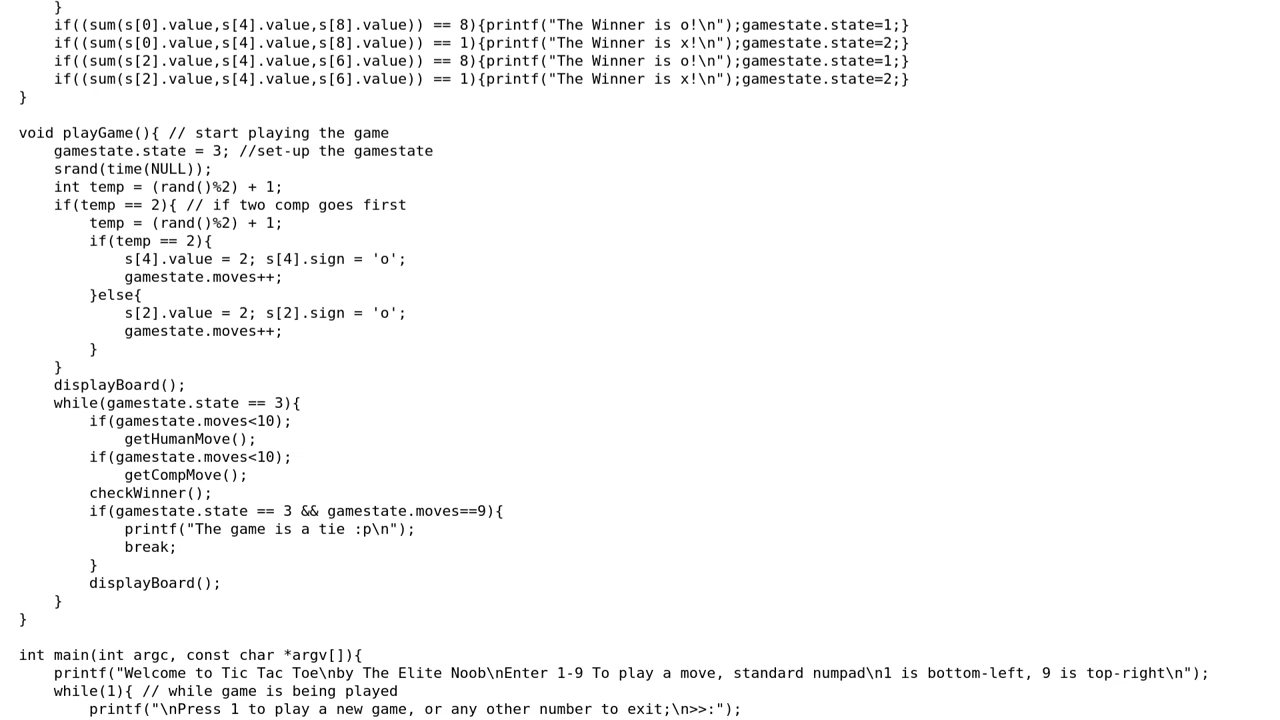 }
    if((sum(s[0].value,s[4].value,s[8].value)) == 8){printf("The Winner is o!\n");gamestate.state=1;}
    if((sum(s[0].value,s[4].value,s[8].value)) == 1){printf("The Winner is x!\n");gamestate.state=2;}
    if((sum(s[2].value,s[4].value,s[6].value)) == 8){printf("The Winner is o!\n");gamestate.state=1;}
    if((sum(s[2].value,s[4].value,s[6].value)) == 1){printf("The Winner is x!\n");gamestate.state=2;}
}

void playGame(){ // start playing the game
    gamestate.state = 3; //set-up the gamestate
    srand(time(NULL));
    int temp = (rand()%2) + 1;
    if(temp == 2){ // if two comp goes first
        temp = (rand()%2) + 1;
        if(temp == 2){
            s[4].value = 2; s[4].sign = 'o';
            gamestate.moves++;
        }else{
            s[2].value = 2; s[2].sign = 'o';
            gamestate.moves++;
        }
    }
    displayBoard();
    while(gamestate.state == 3){
        if(gamestate.moves<10);
            getHumanMove();
        if(gamestate.moves<10);
            getCompMove();
        checkWinner();
        if(gamestate.state == 3 && gamestate.moves==9){
            printf("The game is a tie :p\n");
            break;
        }
        displayBoard();
    }
}

int main(int argc, const char *argv[]){
    printf("Welcome to Tic Tac Toe\nby The Elite Noob\nEnter 1-9 To play a move, standard numpad\n1 is bottom-left, 9 is top-right\n");
    while(1){ // while game is being played
        printf("\nPress 1 to play a new game, or any other number to exit;\n>>:");